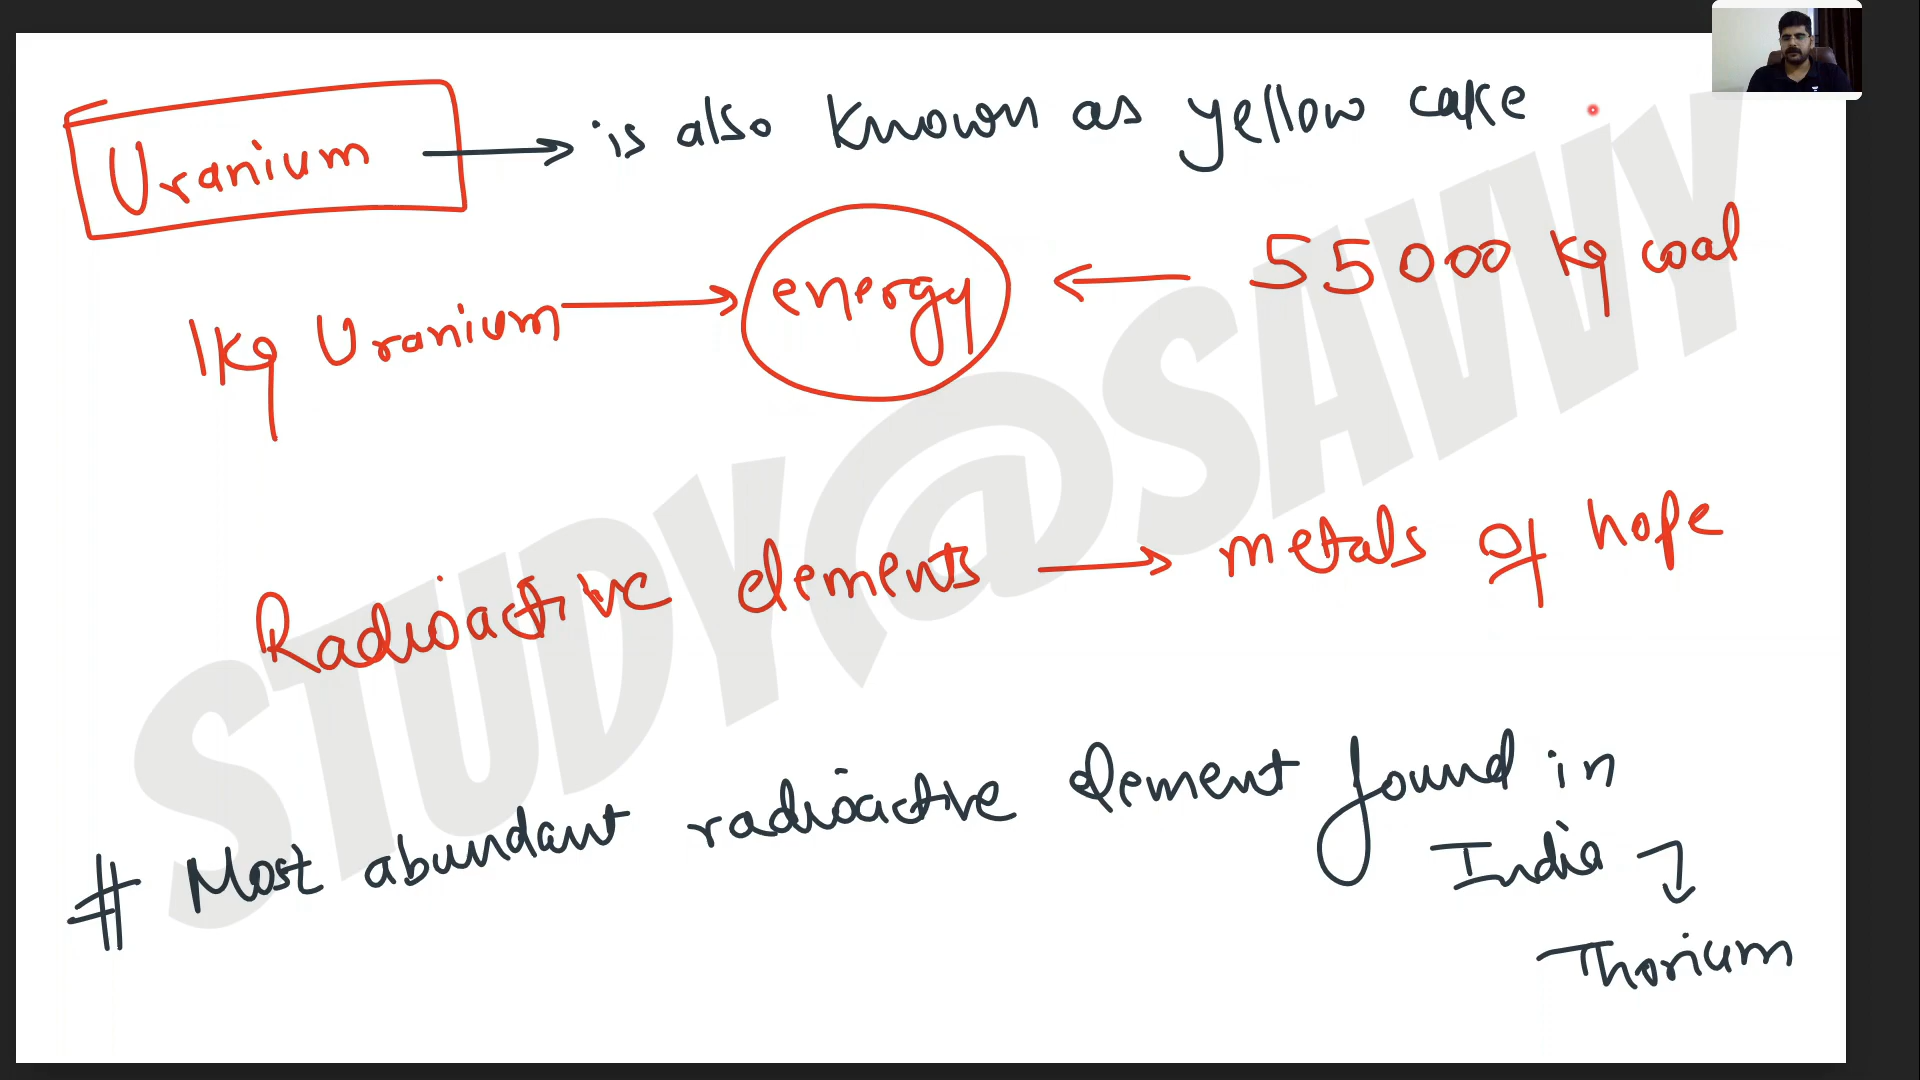 Uranium → is also known as yellow cake
1kg Uranium → energy ← 55000 kg coal
Radioactive elements → metals of hope
# Most abundant radioactive element found in
India
Thorium
STUDY@SAVVY